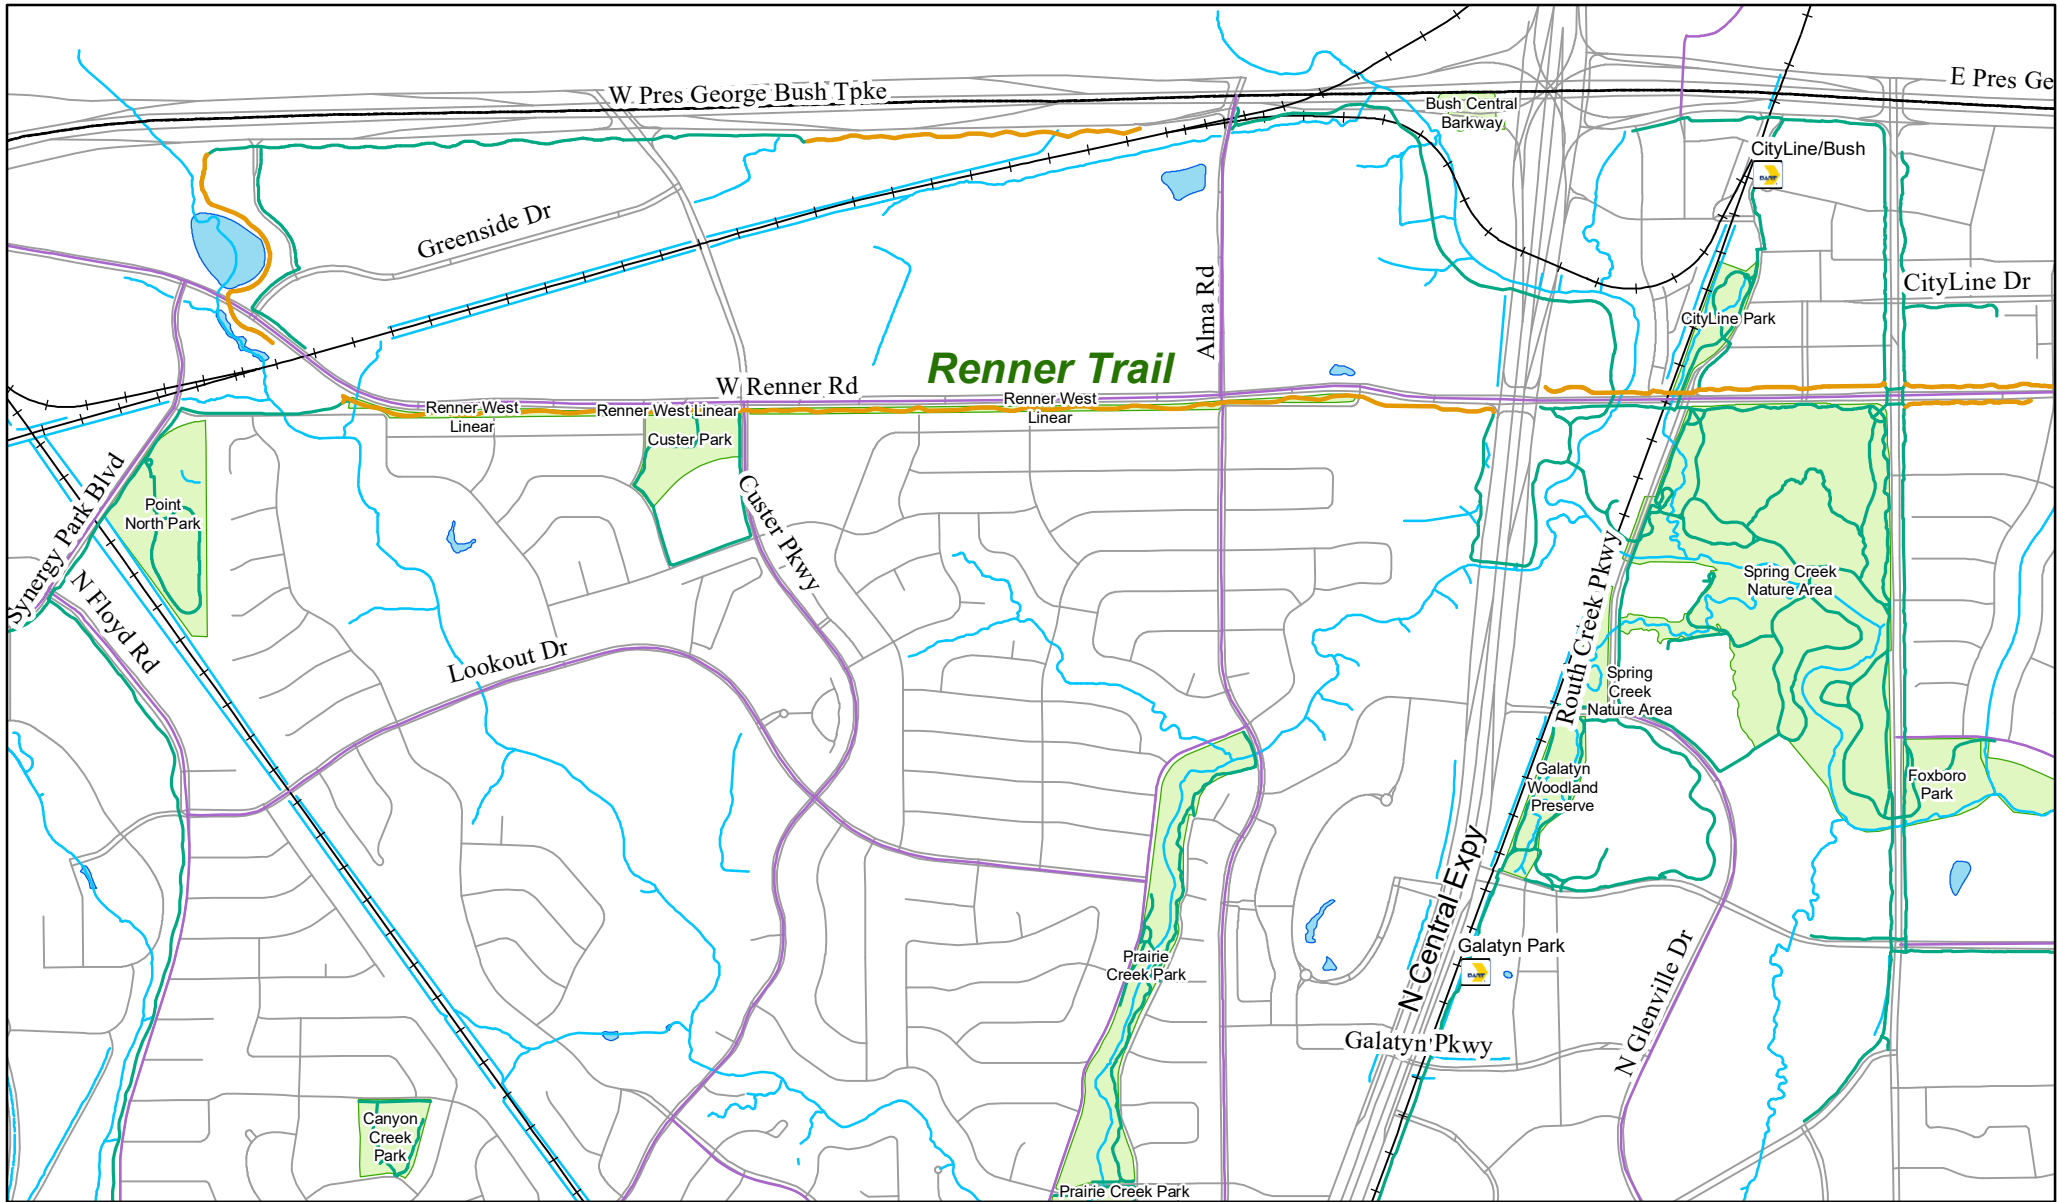 W Pres George Bush Tpke
E Pres Ge
Bush Central
Barkway
CityLine/Bush
DART
Greenside Dr
Alma Rd
CityLine Dr
CityLine Park
Renner Trail
W Renner Rd
Renner West
Linear
Renner West Linear
Renner West
Linear
Custer Park
Point
North Park
Synergy Park Blvd
N Floyd Rd
Custer Pkwy
Lookout Dr
Routh Creek Pkwy
Spring Creek
Nature Area
Spring
Creek
Nature Area
Galatyn
Woodland
Preserve
Foxboro
Park
N Central Expy
Galatyn Park
DART
Prairie
Creek Park
Galatyn Pkwy
N Glenville Dr
Canyon
Creek
Park
Prairie Creek Park